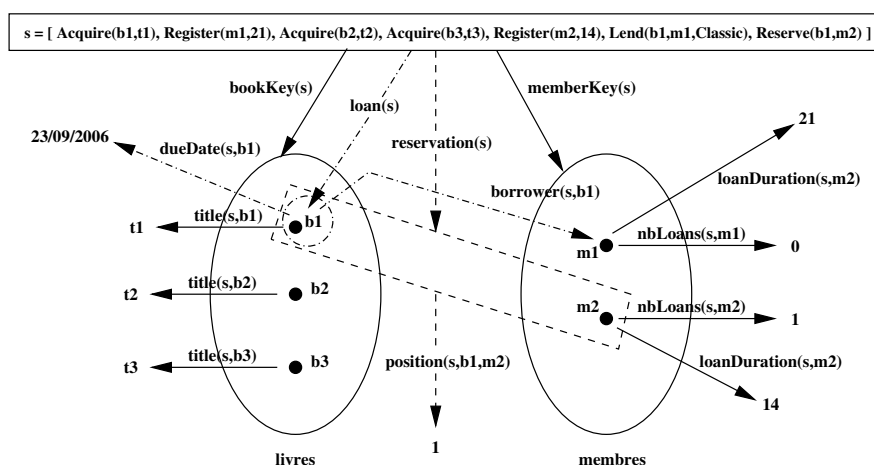 s = [ Acquire(b1,t1), Register(m1,21), Acquire(b2,t2), Acquire(b3,t3), Register(m2,14), Lend(b1,m1,Classic), Reserve(b1,m2) ]
bookKey(s)
loan(s)
memberKey(s)
21
23/09/2006
dueDate(s,b1)
reservation(s)
loanDuration(s,m2)
borrower(s,b1)
t1
title(s,b1)
b1
m1
nbLoans(s,m1)
0
t2
title(s,b2)
b2
m2
nbLoans(s,m2)
1
t3
title(s,b3)
b3
position(s,b1,m2)
loanDuration(s,m2)
14
1
livres
membres